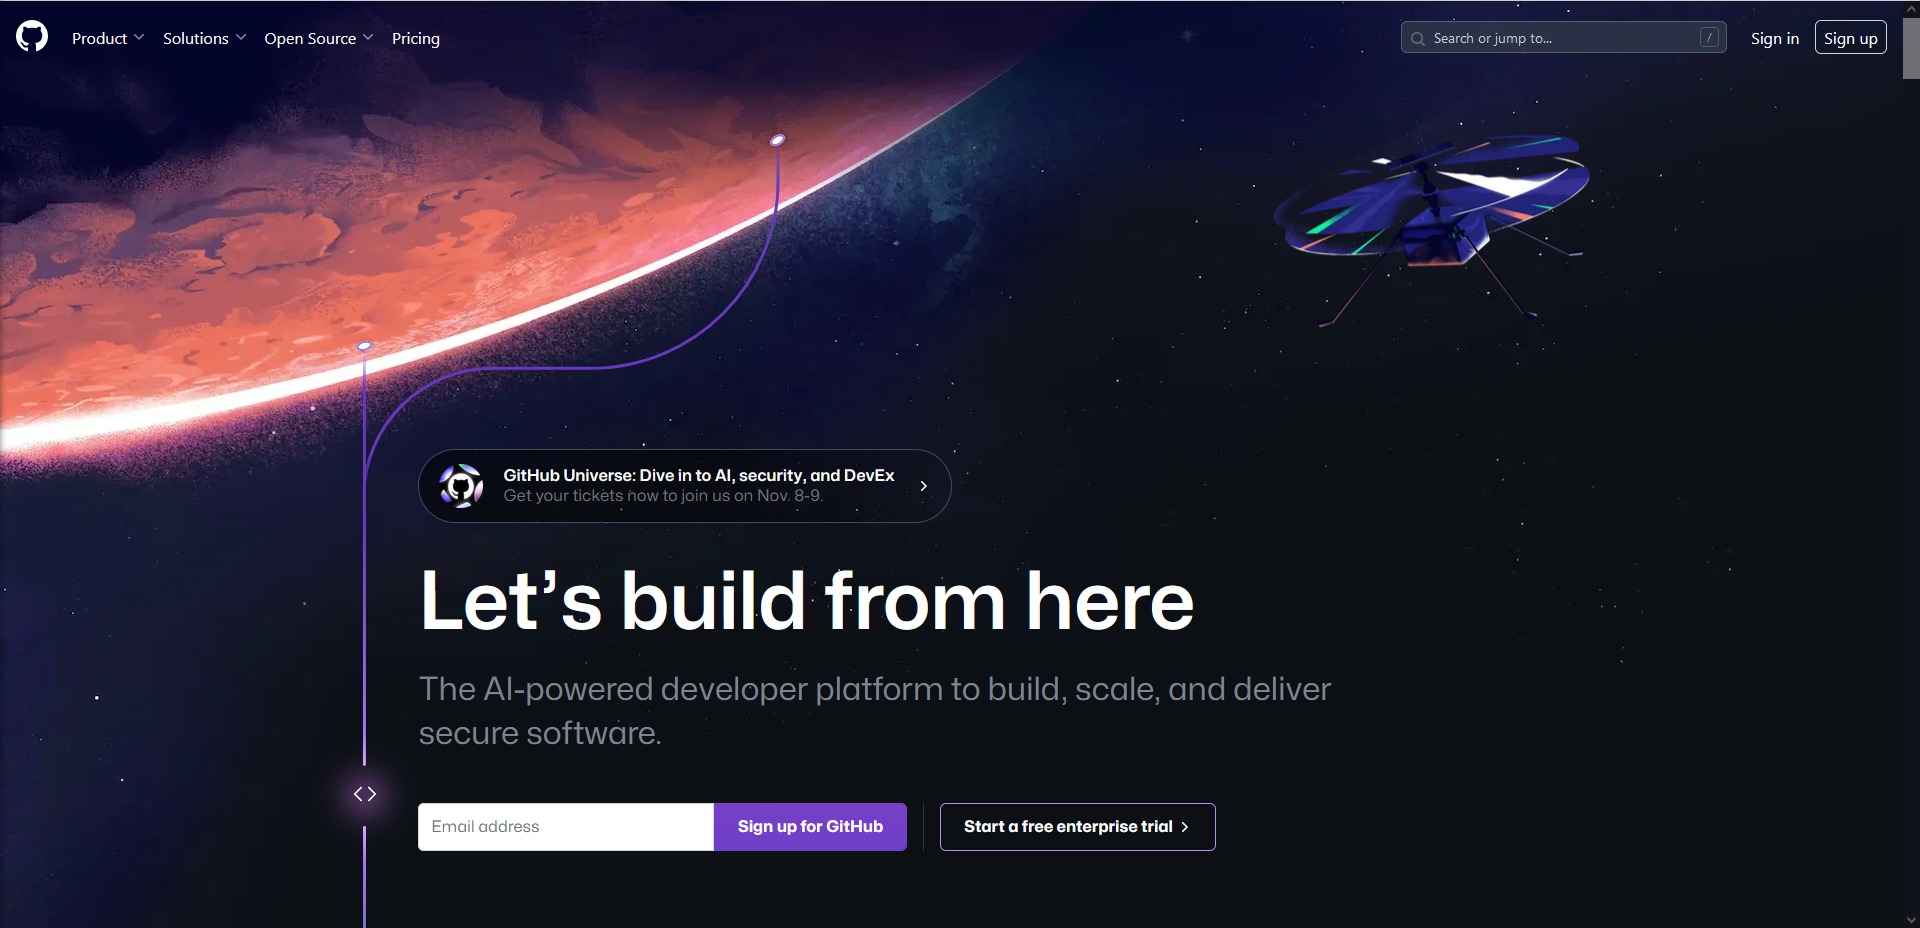 Product
Solutions
Open Source
Pricing
Search or jump to...
/
Sign in
Sign up
GitHub Universe: Dive in to AI, security, and DevEx
Get your tickets now to join us on Nov. 8-9.
Let’s build from here
The AI-powered developer platform to build, scale, and deliver
secure software.
Email address
Sign up for GitHub
Start a free enterprise trial